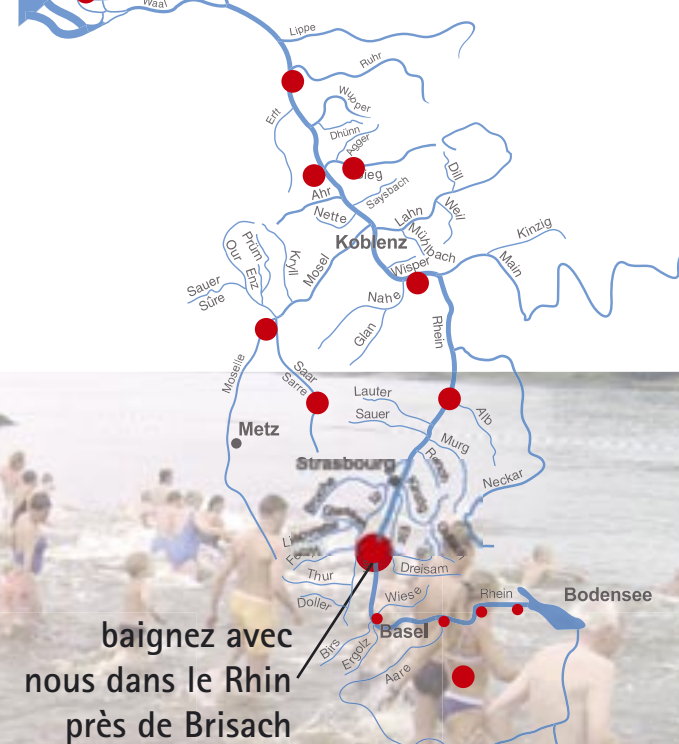 Waal
Lippe
Ruhr
Erft
Wupper
Dhünn
Agger
Sieg
Ahr
Saysbach
Nette
Dill
Lahn
Weil
Koblenz
Mühlbach
Kinzig
Main
Wisper
Our
Prüm
Enz
Kryll
Mosel
Sauer
Sûre
Nahe
Glan
Rhein
Moselle
Saar
Sarre
Lauter
Sauer
Alb
Metz
Murg
Strasbourg
Neckar
Thur
Dreisam
Doller
Wiese
Rhein
Bodensee
Basel
Birs
Ergolz
Aare
baignez avec
nous dans le Rhin
près de Brisach